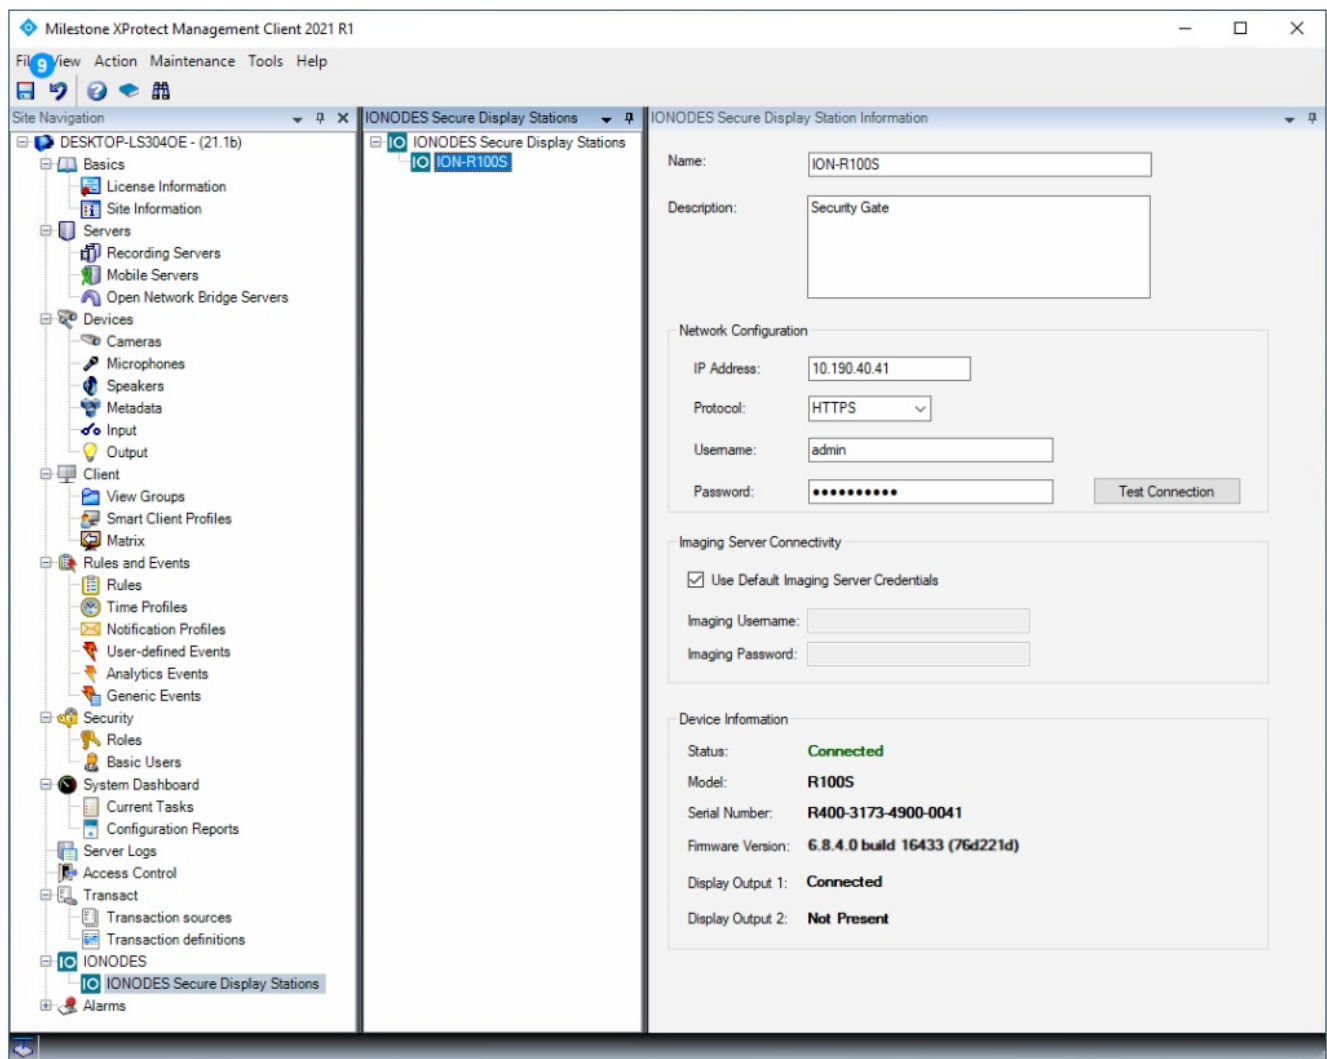 Milestone XProtect Management Client 2021 R1
9
View Action Maintenance Tools Help
Site Navigation
DESKTOP-LS304OE - (21.1b)
Basics
License Information
Site Information
Servers
Recording Servers
Mobile Servers
Open Network Bridge Servers
Devices
Cameras
Microphones
Speakers
Metadata
Input
Output
Client
View Groups
Smart Client Profiles
Matrix
Rules and Events
Rules
Time Profiles
Notification Profiles
User-defined Events
Analytics Events
Generic Events
Security
Roles
Basic Users
System Dashboard
Current Tasks
Configuration Reports
Server Logs
Access Control
Transact
Transaction sources
Transaction definitions
IO IONODES
IO IONODES Secure Display Stations
Alarms
IONODES Secure Display Stations
IO IONODES Secure Display Stations
IO ION-R100S
IONODES Secure Display Station Information
Name: ION-R100S
Description: Security Gate
Network Configuration
IP Address: 10.190.40.41
Protocol: HTTPS
Username: admin
Password: ●●●●●●●●●● Test Connection
Imaging Server Connectivity
Use Default Imaging Server Credentials
Imaging Username:
Imaging Password:
Device Information
Status: Connected
Model: R100S
Serial Number: R400-3173-4900-0041
Firmware Version: 6.8.4.0 build 16433 (76d221d)
Display Output 1: Connected
Display Output 2: Not Present